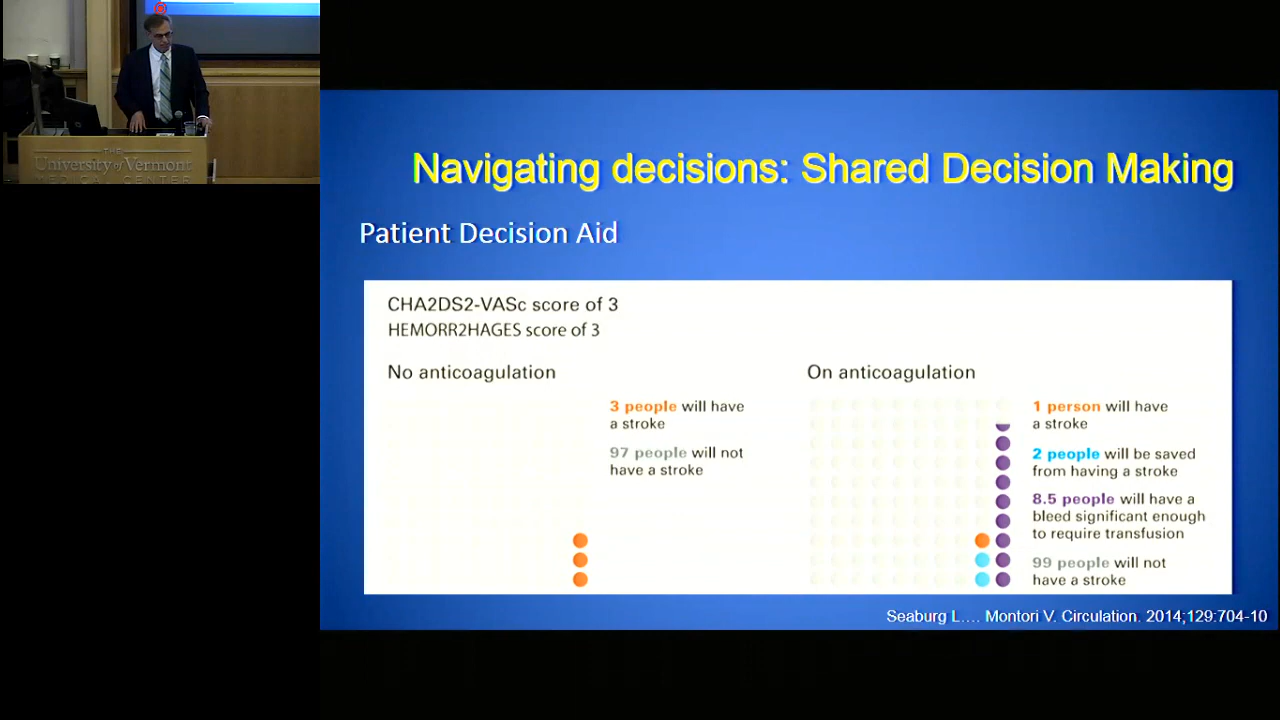 THE
University of Vermont
MEDICAL CENTER
Navigating decisions: Shared Decision Making
Patient Decision Aid
CHA2DS2-VASc score of 3
HEMORR2HAGES score of 3
No anticoagulation
3 people will have
a stroke
97 people will not
have a stroke
On anticoagulation
1 person will have
a stroke
2 people will be saved
from having a stroke
8.5 people will have a
bleed significant enough
to require transfusion
99 people will not
have a stroke
Seaburg L.... Montori V. Circulation. 2014;129:704-10